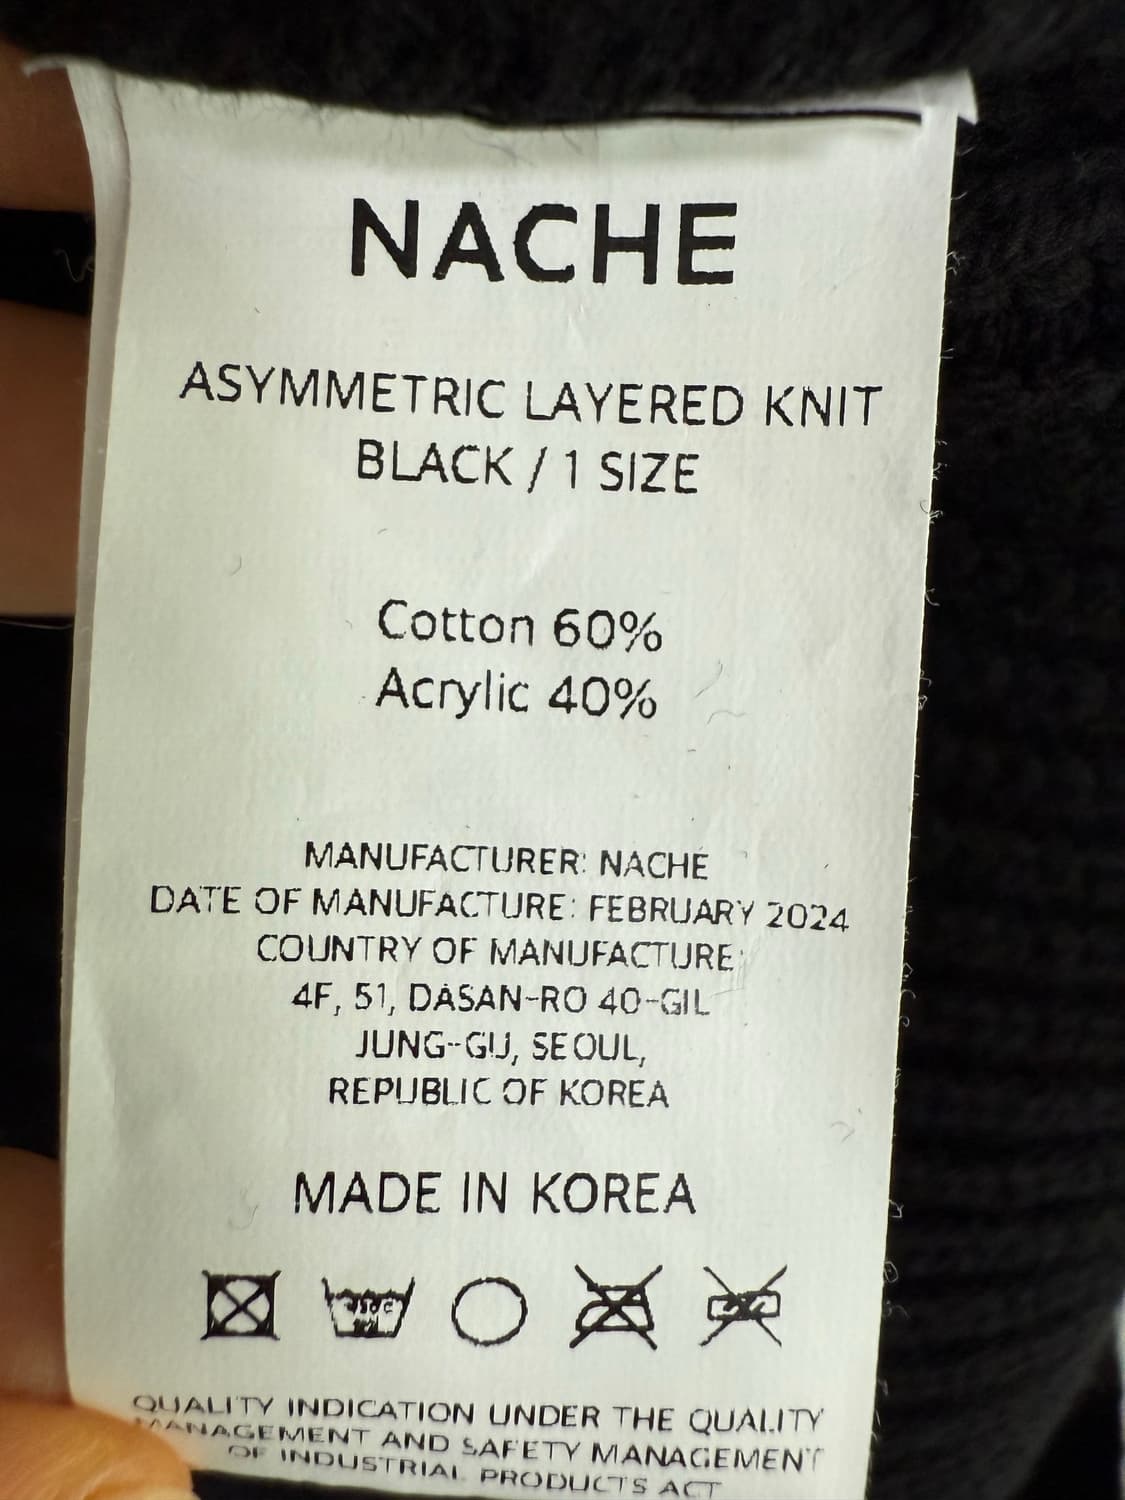 NACHE
ASYMMETRIC LAYERED KNIT
BLACK / 1 SIZE
Cotton 60%
Acrylic 40%
MANUFACTURER: NACHE
DATE OF MANUFACTURE: FEBRUARY 2024
COUNTRY OF MANUFACTURE:
4F, 51, DASAN-RO 40-GIL
JUNG-GU, SEOUL,
REPUBLIC OF KOREA
MADE IN KOREA
QUALITY INDICATION UNDER THE QUALITY
MANAGEMENT AND SAFETY MANAGEMENT
OF INDUSTRIAL PRODUCTS ACT